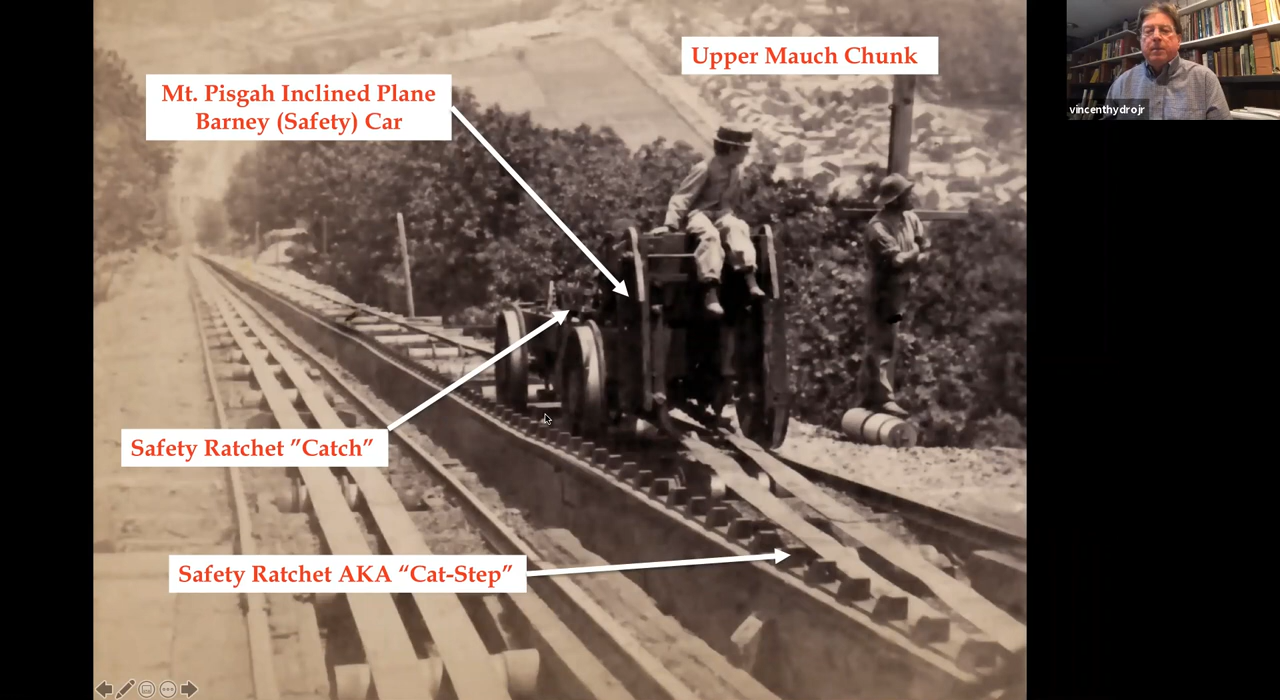 Upper Mauch Chunk
Mt. Pisgah Inclined Plane
Barney (Safety) Car
vincenthydrojr
Safety Ratchet ”Catch”
Safety Ratchet AKA “Cat-Step”